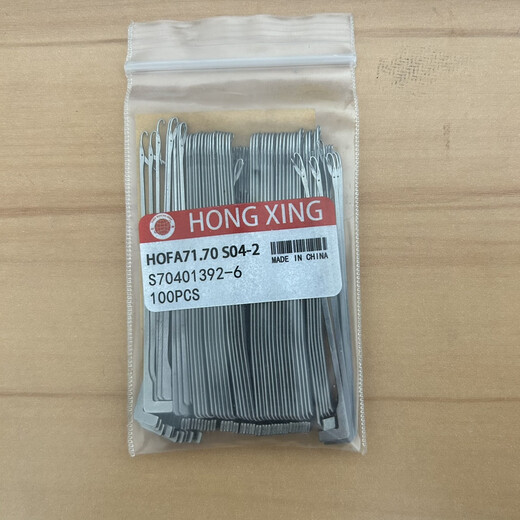 HONG XING
HOFA71.70 S04-2
MADE IN CHINA
S70401392-6
100PCS